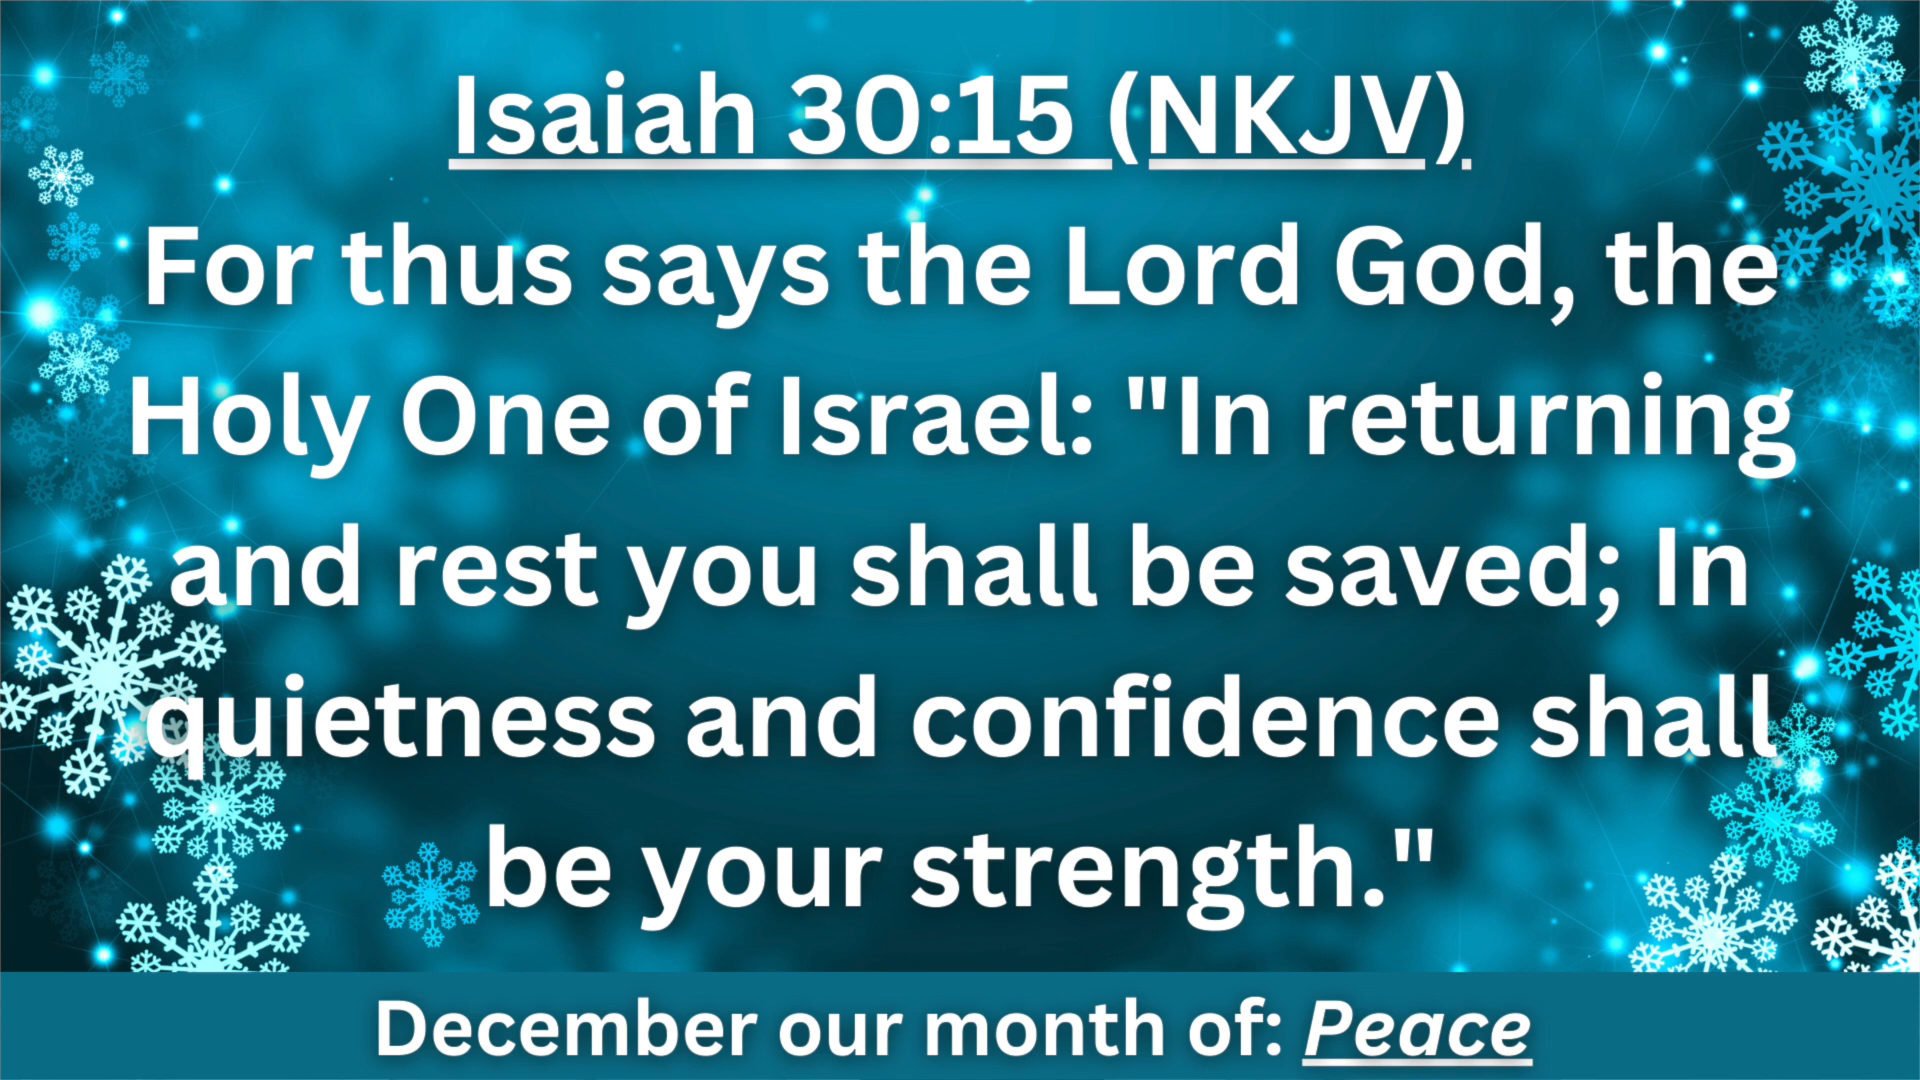 Isaiah 30:15 (NKJV)
For thus says the Lord God, the
Holy One of Israel: "In returning
and rest you shall be saved; In
quietness and confidence shall
be your strength."
December our month of: Peace